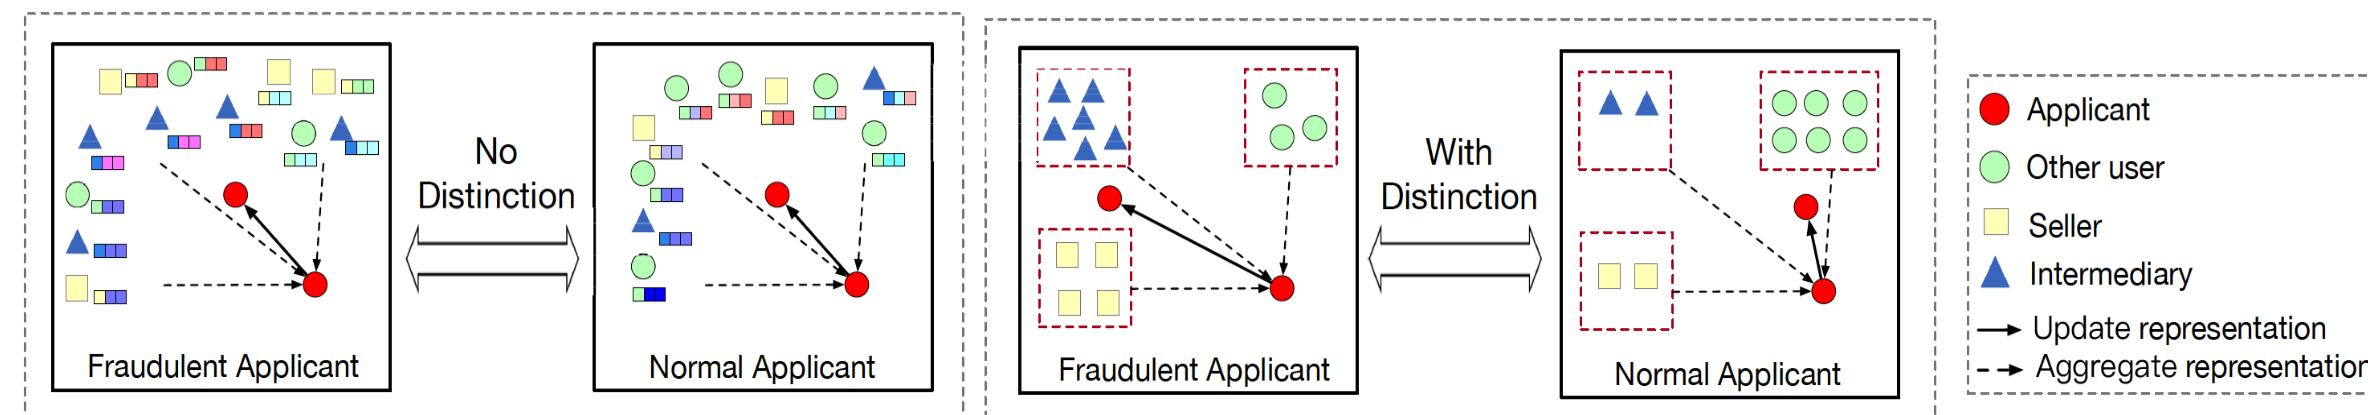 No
Distinction
Fraudulent Applicant
Normal Applicant
With
Distinction
Fraudulent Applicant
Normal Applicant
Applicant
Other user
Seller
Intermediary
Update representation
Aggregate representation